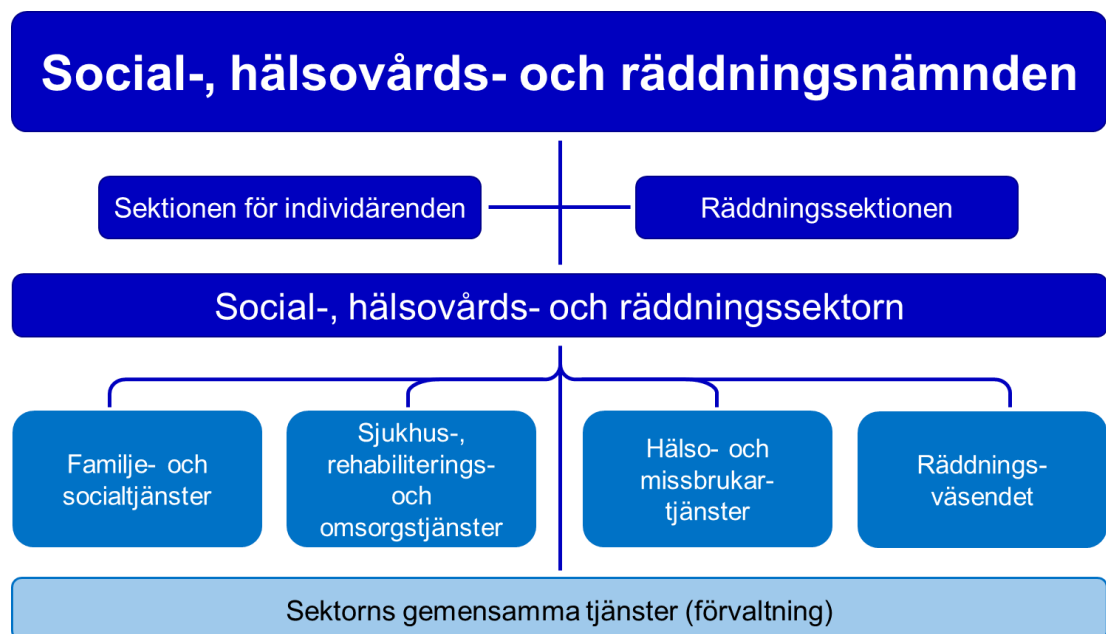 Social-, hälsovårds- och räddningsnämnden
Sektionen för individärenden
Räddningssektionen
Social-, hälsovårds- och räddningssektorn
Familje- och
socialtjänster
Sjukhus-,
rehabiliterings-
och
omsorgstjänster
Hälso- och
missbrukar-
tjänster
Räddnings-
väsendet
Sektorns gemensamma tjänster (förvaltning)